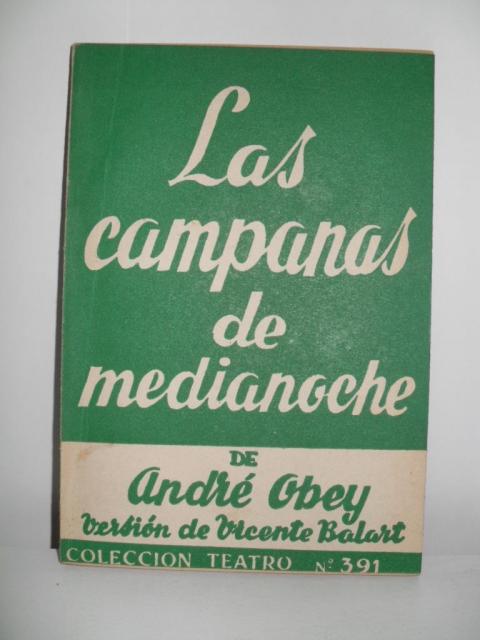 Las
campanas
de
medianoche
DE
André Obey
Versión de Vicente Balart
COLECCION TEATRO Nº 391